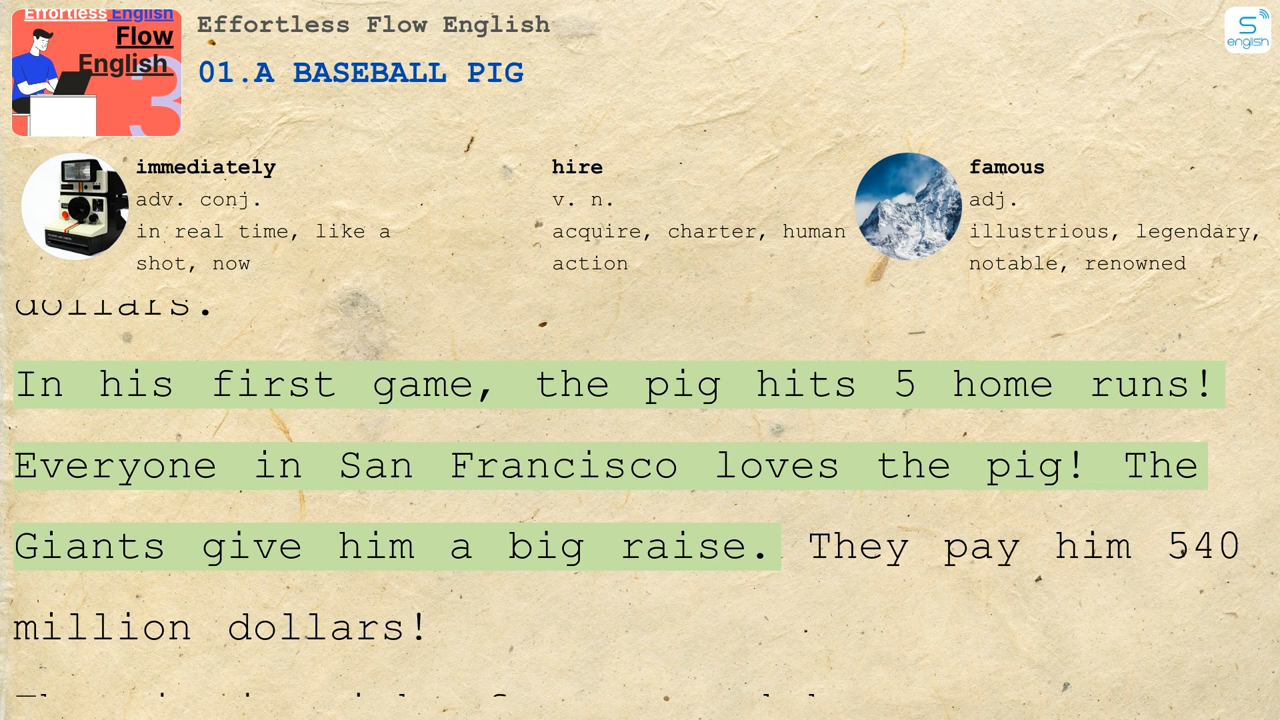 Effortless English
Flow
English
3
Effortless Flow English
01.A BASEBALL PIG
S
english
immediately
adv. conj.
in real time, like a
shot, now
hire
v. n.
acquire, charter, human
action
famous
adj.
illustrious, legendary,
notable, renowned
dollars.
In his first game, the pig hits 5 home runs!
Everyone in San Francisco loves the pig! The
Giants give him a big raise. They pay him 540
million dollars!